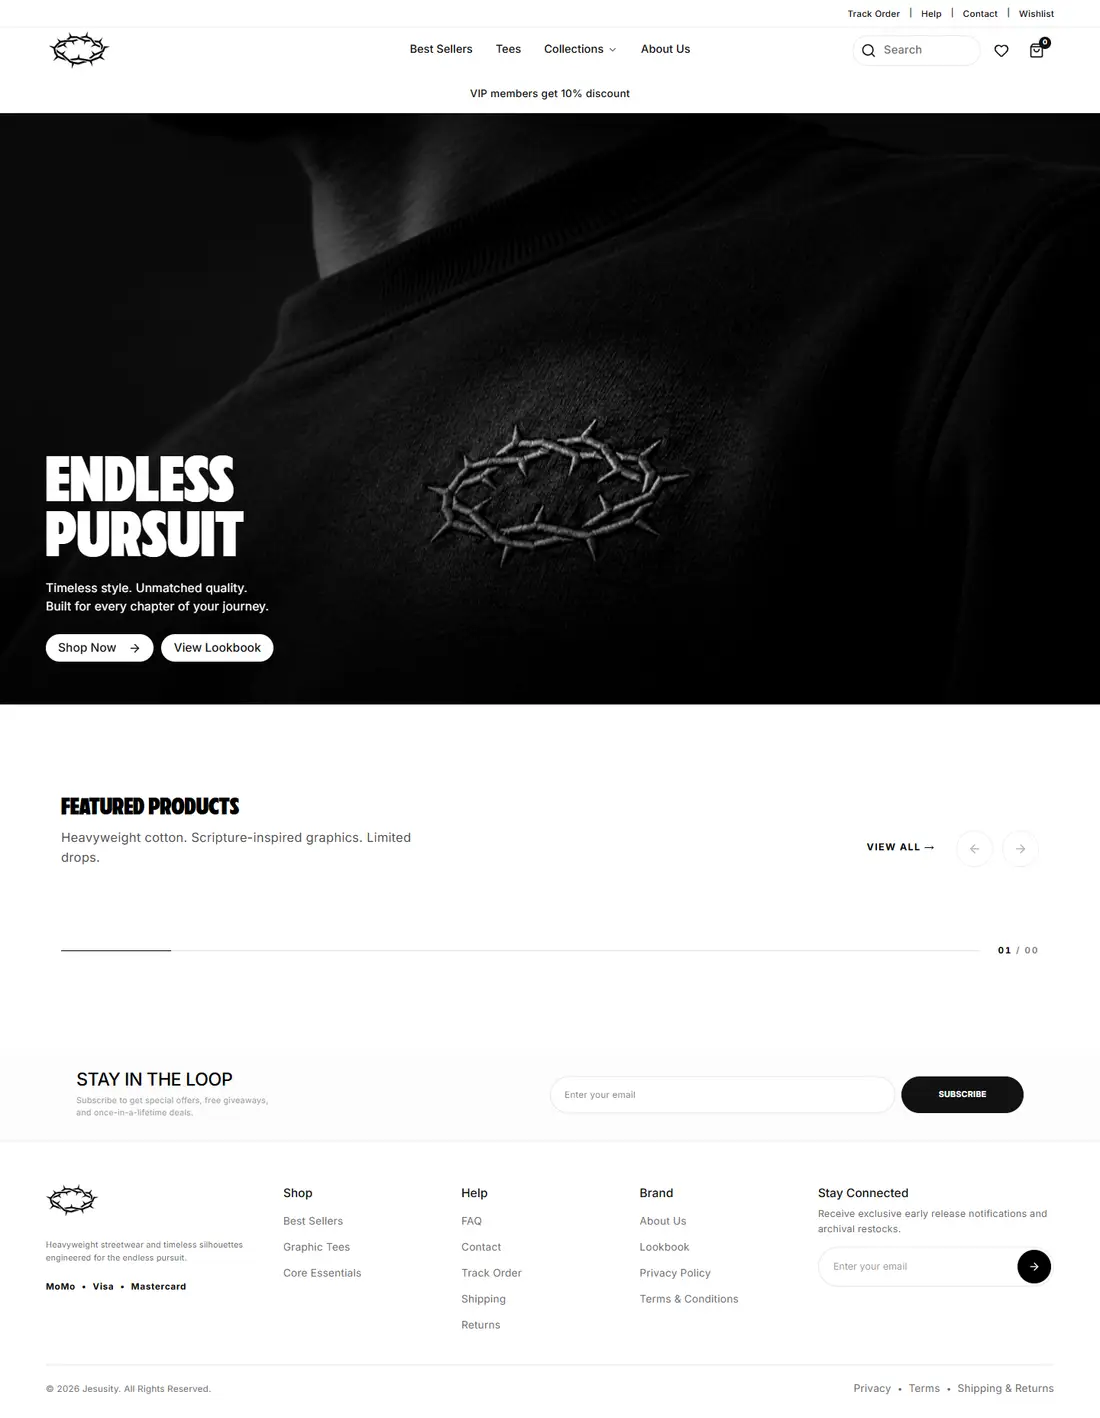 Track Order | Help | Contact | Wishlist
Best Sellers Tees Collections About Us Search 0
VIP members get 10% discount
ENDLESS
PURSUIT
Timeless style. Unmatched quality.
Built for every chapter of your journey.
Shop Now → View Lookbook
FEATURED PRODUCTS
Heavyweight cotton. Scripture-inspired graphics. Limited
drops.
VIEW ALL →
01 / 00
STAY IN THE LOOP
Subscribe to get special offers, free giveaways,
and once-in-a-lifetime deals.
Enter your email SUBSCRIBE
Heavyweight streetwear and timeless silhouettes
engineered for the endless pursuit.
MoMo • Visa • Mastercard
Shop
Best Sellers
Graphic Tees
Core Essentials
Help
FAQ
Contact
Track Order
Shipping
Returns
Brand
About Us
Lookbook
Privacy Policy
Terms & Conditions
Stay Connected
Receive exclusive early release notifications and
archival restocks.
Enter your email
© 2026 Jesusity. All Rights Reserved.
Privacy • Terms • Shipping & Returns